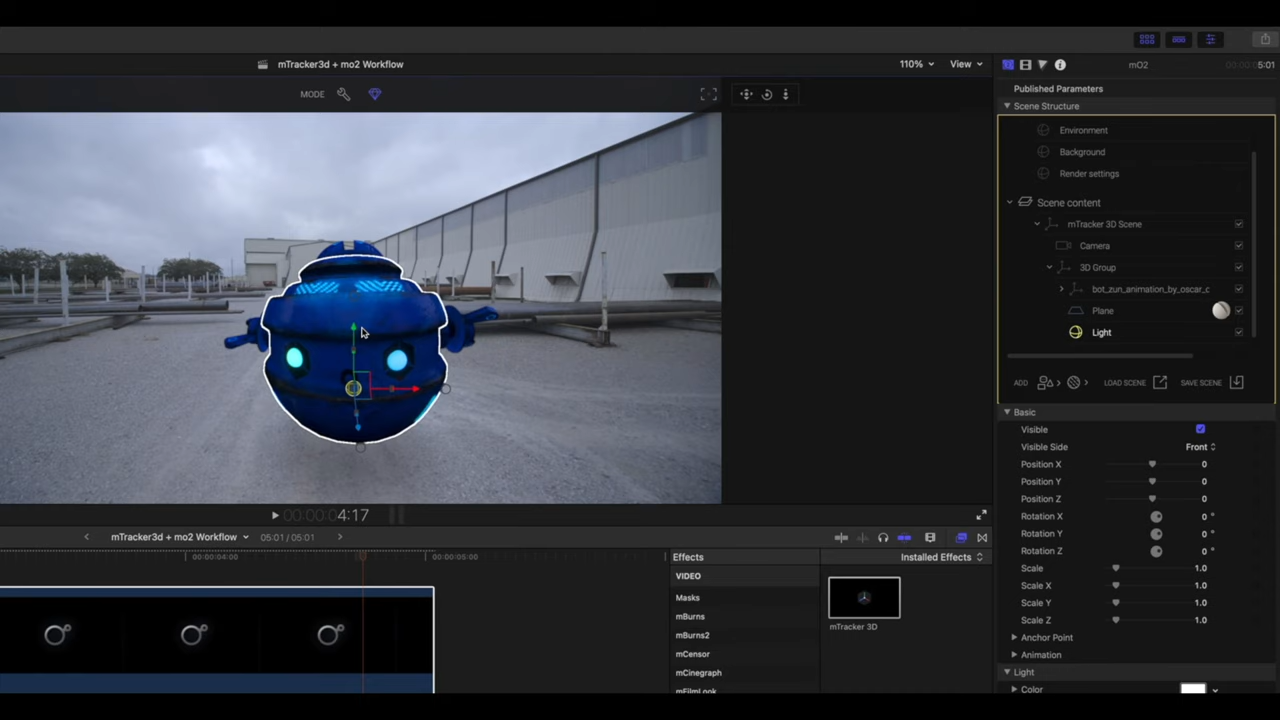 mTracker3d + mo2 Workflow
110%
View
mO2
00:00:05:01
MODE
Published Parameters
Scene Structure
Environment
Background
Render settings
Scene content
mTracker 3D Scene
Camera
3D Group
bot_zun_animation_by_oscar_c
Plane
Light
ADD
LOAD SCENE
SAVE SCENE
Basic
Visible
Visible Side Front
Position X 0
Position Y 0
Position Z 0
Rotation X 0 °
Rotation Y 0 °
Rotation Z 0 °
Scale 1.0
Scale X 1.0
Scale Y 1.0
Scale Z 1.0
Anchor Point
Animation
Light
Color
00:00:04:17
mTracker3d + mo2 Workflow
05:01 / 05:01
00:00:04:00
00:00:05:00
Effects
Installed Effects
VIDEO
Masks
mBurns
mBurns2
mCensor
mCinegraph
mFilmLook
mTracker 3D